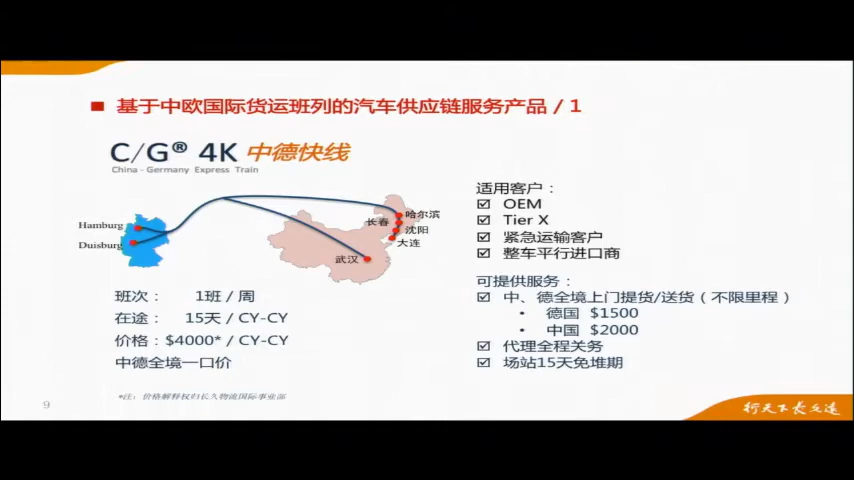 基于中欧国际货运班列的汽车供应链服务产品 / 1
C/G® 4K 中德快线
China - Germany Express Train
Hamburg
Duisburg
哈尔滨
长春
沈阳
大连
武汉
班次： 1班 / 周
在途： 15天 / CY-CY
价格：$4000* / CY-CY
中德全境一口价
*注：价格解释权归长久物流国际事业部
适用客户：
☑ OEM
☑ Tier X
☑ 紧急运输客户
☑ 整车平行进口商
可提供服务：
☑ 中、德全境上门提货/送货（不限里程）
• 德国 $1500
• 中国 $2000
☑ 代理全程关务
☑ 场站15天免堆期
9
行天下 长久远